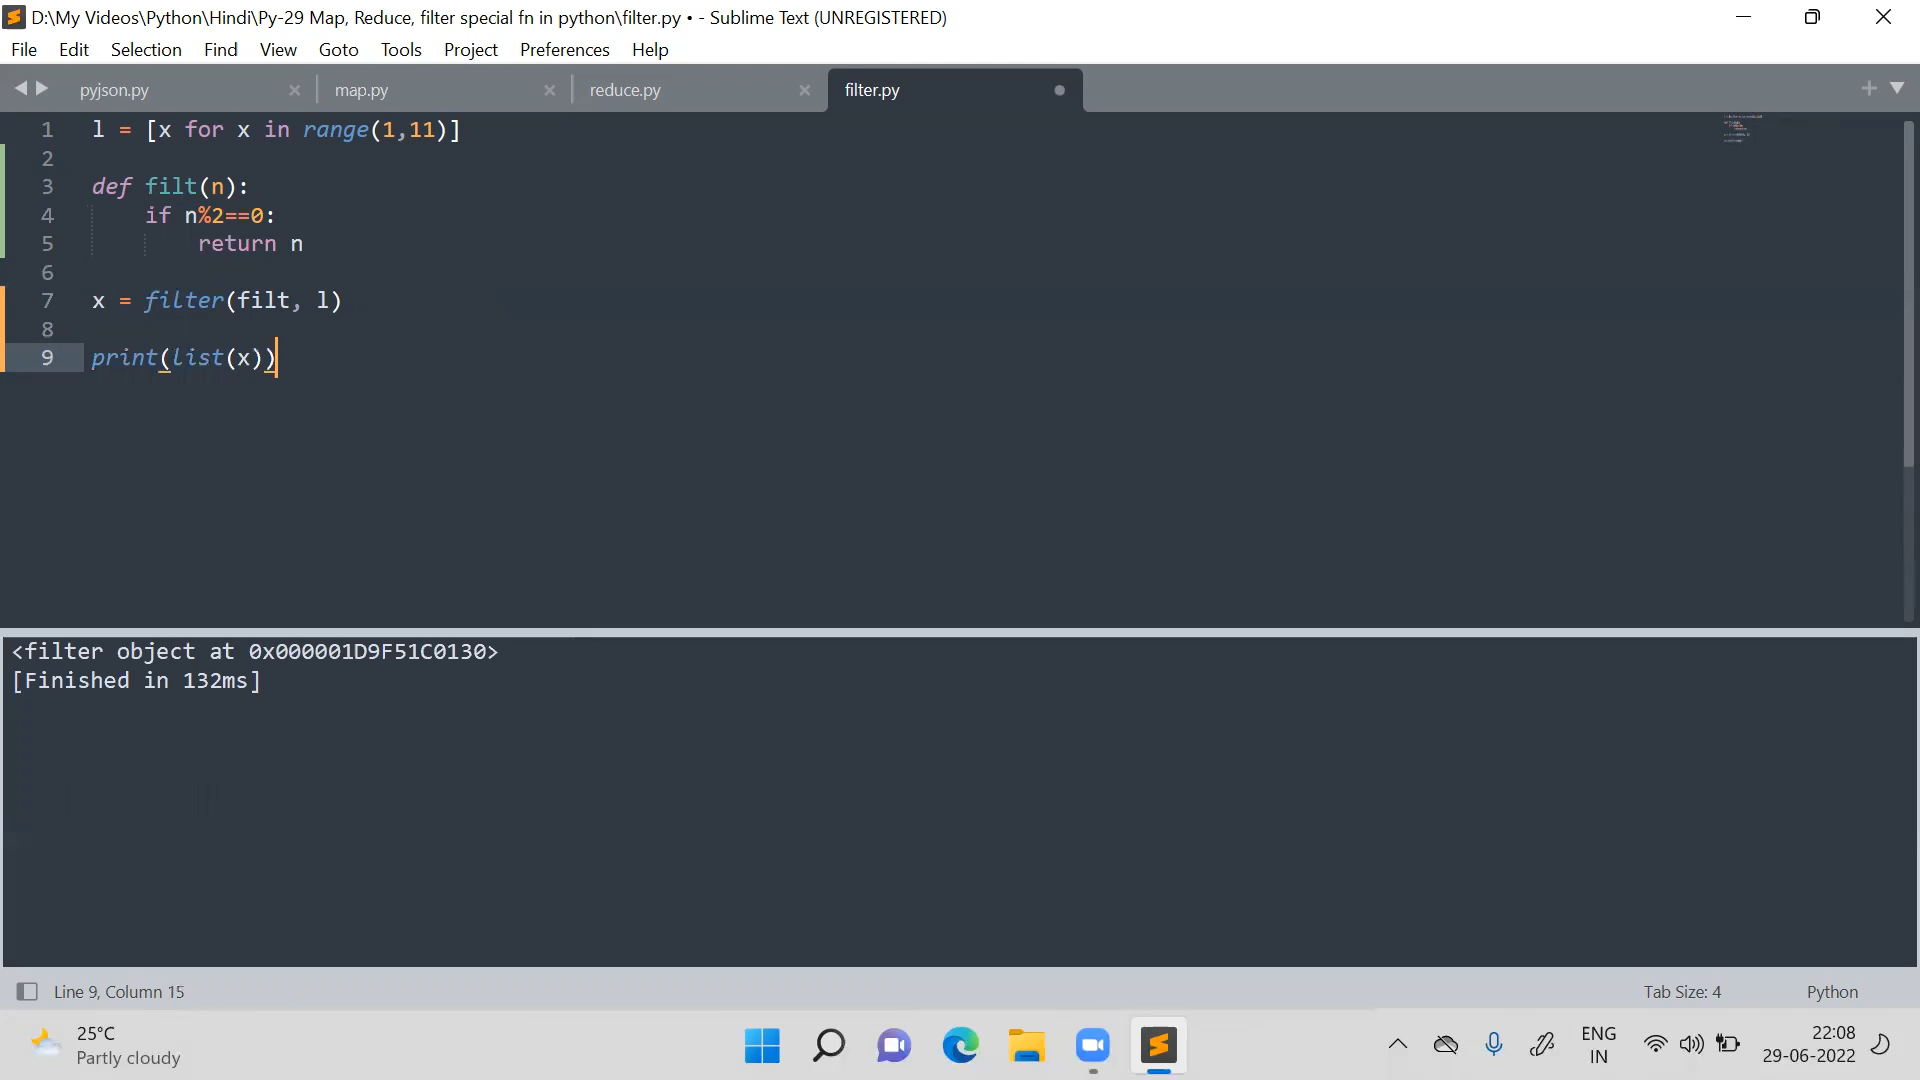 D:\My Videos\Python\Hindi\Py-29 Map, Reduce, filter special fn in python\filter.py • - Sublime Text (UNREGISTERED)
File Edit Selection Find View Goto Tools Project Preferences Help
pyjson.py map.py reduce.py filter.py
1 l = [x for x in range(1,11)]
2
3 def filt(n):
4     if n%2==0:
5         return n
6
7 x = filter(filt, l)
8
9 print(list(x))
<filter object at 0x000001D9F51C0130>
[Finished in 132ms]
Line 9, Column 15 Tab Size: 4 Python
25°C
Partly cloudy
ENG
IN
22:08
29-06-2022